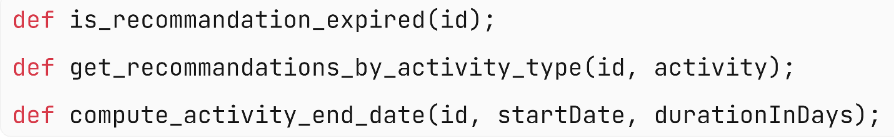 def is_recommandation_expired(id);
def get_recommandations_by_activity_type(id, activity);
def compute_activity_end_date(id, startDate, durationInDays);